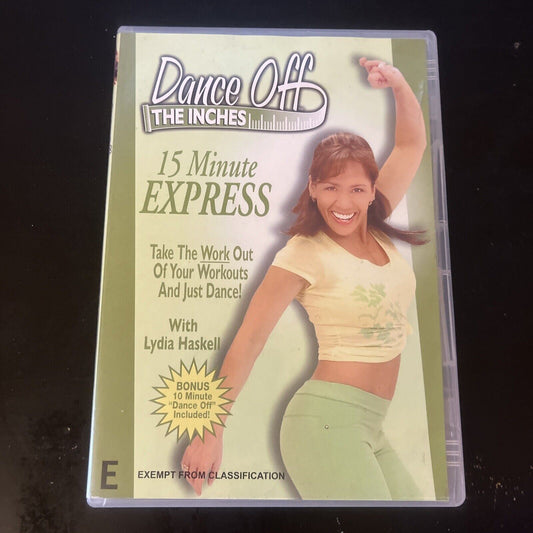 Dance Off
THE INCHES
15 Minute
EXPRESS
Take The Work Out
Of Your Workouts
And Just Dance!
With
Lydia Haskell
BONUS
10 Minute
"Dance Off"
Included!
E EXEMPT FROM CLASSIFICATION